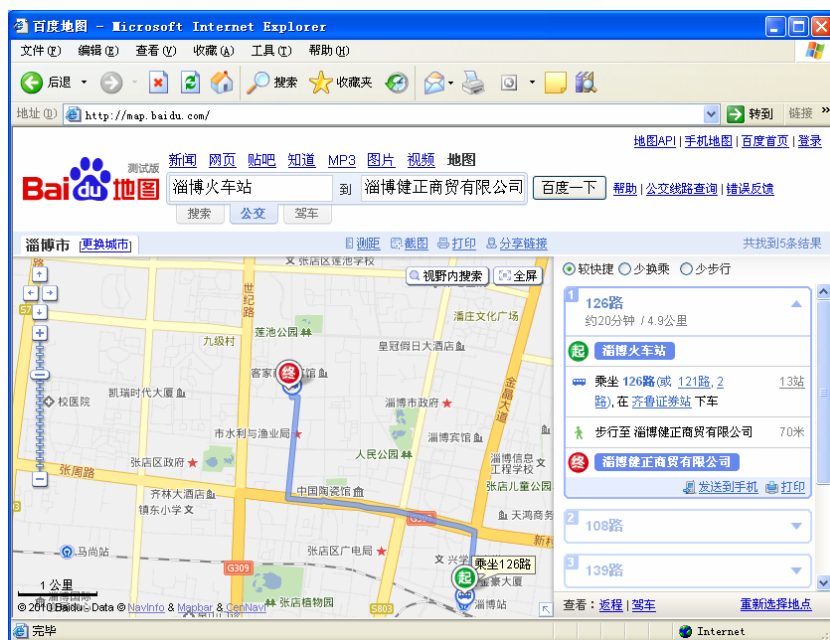 百度地图 - Microsoft Internet Explorer
文件(F) 编辑(E) 查看(V) 收藏(A) 工具(T) 帮助(H)
后退 搜索 收藏夹
地址(D) http://map.baidu.com/ 转到 链接 »
地图API | 手机地图 | 百度首页 | 登录
Bai du 地图 测试版
新闻 网页 贴吧 知道 MP3 图片 视频 地图
淄博火车站 到 淄博健正商贸有限公司 百度一下 帮助 | 公交线路查询 | 错误反馈
搜索 公交 驾车
淄博市 [更换城市] 测距 截图 打印 分享链接 共找到5条结果
路 文 张店区莲池学校
视野内搜索 全屏
世纪路
潘庄文化广场
莲池公园
九级村
皇冠假日大酒店
客家 馆
终
凯瑞时代大厦
校医院
淄博市政府
金晶大道
市水利与渔业局
淄博宾馆
人民公园
张店区政府
淄博信息工程学校
张周路
张店儿童公园
齐林大酒店
中国陶瓷馆
镇东小学
天鸿商务
新村
马尚站
张店区广电局
G309
兴学
乘坐126路
起
金豪大厦
淄博站
1 公里
张店植物园
S803
© 2010 Baidu - Data © NavInfo & Mapbar & CenNavi
较快捷 少换乘 少步行
1 126路
约20分钟 / 4.9公里
起 淄博火车站
乘坐 126路(或 121路, 2 13站
路), 在 齐鲁证券站 下车
步行至 淄博健正商贸有限公司 70米
终 淄博健正商贸有限公司
发送到手机 打印
2 108路
3 139路
查看：返程 | 驾车 重新选择地点
完毕 Internet